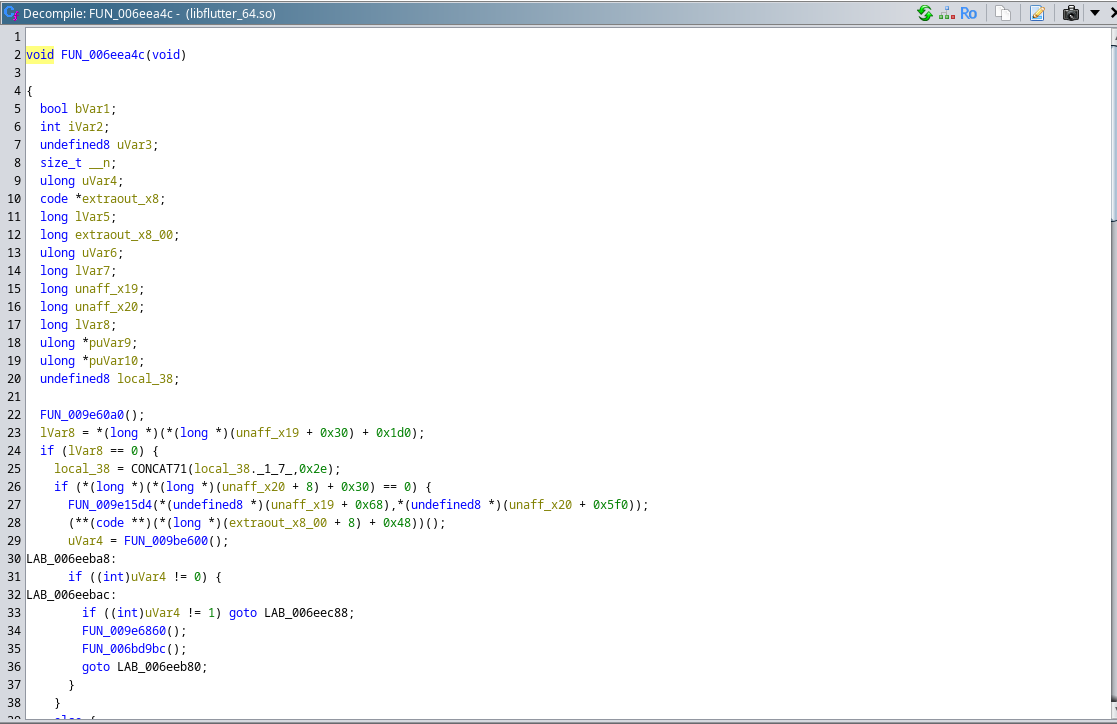 Decompile: FUN_006eea4c - (libflutter_64.so)
Ro
1
2 void FUN_006eea4c(void)
3
4 {
5 bool bVar1;
6 int iVar2;
7 undefined8 uVar3;
8 size_t __n;
9 ulong uVar4;
10 code *extraout_x8;
11 long lVar5;
12 long extraout_x8_00;
13 ulong uVar6;
14 long lVar7;
15 long unaff_x19;
16 long unaff_x20;
17 long lVar8;
18 ulong *puVar9;
19 ulong *puVar10;
20 undefined8 local_38;
21
22 FUN_009e60a0();
23 lVar8 = *(long *)(*(long *)(unaff_x19 + 0x30) + 0x1d0);
24 if (lVar8 == 0) {
25 local_38 = CONCAT71(local_38._1_7_,0x2e);
26 if (*(long *)(*(long *)(unaff_x20 + 8) + 0x30) == 0) {
27 FUN_009e15d4(*(undefined8 *)(unaff_x19 + 0x68),*(undefined8 *)(unaff_x20 + 0x5f0));
28 (**(code **)(*(long *)(extraout_x8_00 + 8) + 0x48))();
29 uVar4 = FUN_009be600();
30 LAB_006eeba8:
31 if ((int)uVar4 != 0) {
32 LAB_006eebac:
33 if ((int)uVar4 != 1) goto LAB_006eec88;
34 FUN_009e6860();
35 FUN_006bd9bc();
36 goto LAB_006eeb80;
37 }
38 }
39 else {